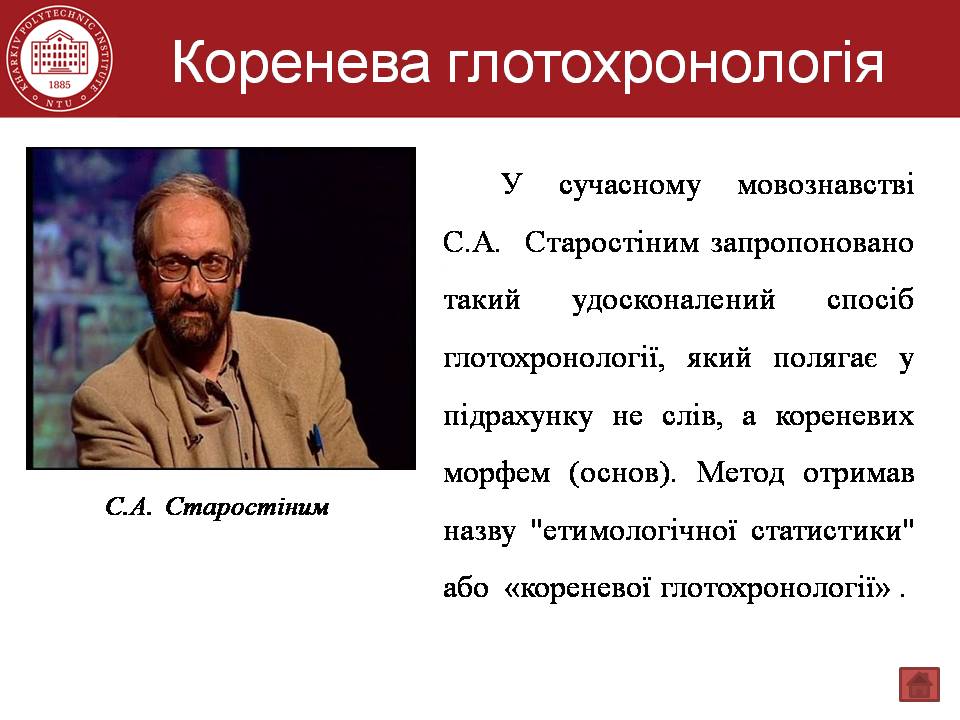 KHARKIV POLYTECHNIC INSTITUTE
1885
NTU
Коренева глотохронологія
У сучасному мовознавстві
С.А. Старостіним запропоновано
такий удосконалений спосіб
глотохронології, який полягає у
підрахунку не слів, а кореневих
морфем (основ). Метод отримав
назву "етимологічної статистики"
або «кореневої глотохронології» .
С.А. Старостіним